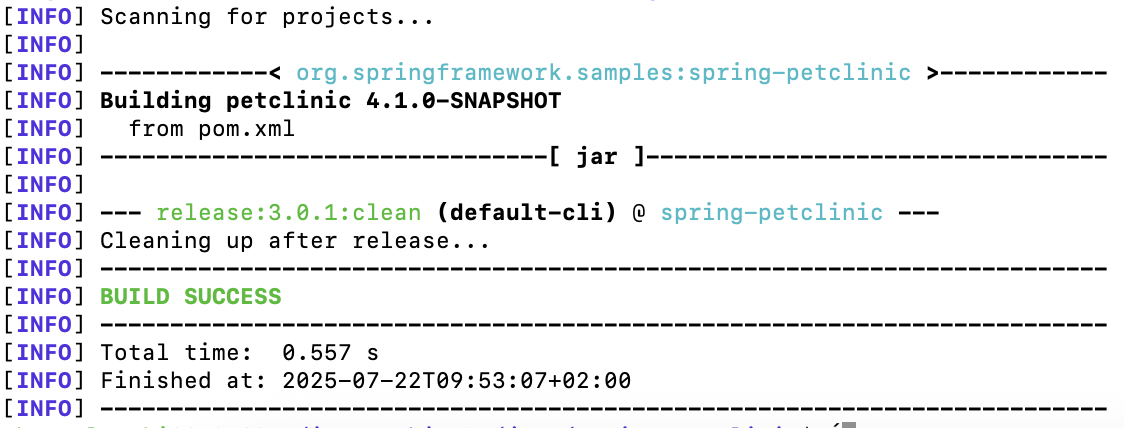 [INFO] Scanning for projects...
[INFO]
[INFO] ------------< org.springframework.samples:spring-petclinic >------------
[INFO] Building petclinic 4.1.0-SNAPSHOT
[INFO]   from pom.xml
[INFO] --------------------------------[ jar ]---------------------------------
[INFO]
[INFO] --- release:3.0.1:clean (default-cli) @ spring-petclinic ---
[INFO] Cleaning up after release...
[INFO] ------------------------------------------------------------------------
[INFO] BUILD SUCCESS
[INFO] ------------------------------------------------------------------------
[INFO] Total time:  0.557 s
[INFO] Finished at: 2025-07-22T09:53:07+02:00
[INFO] ------------------------------------------------------------------------